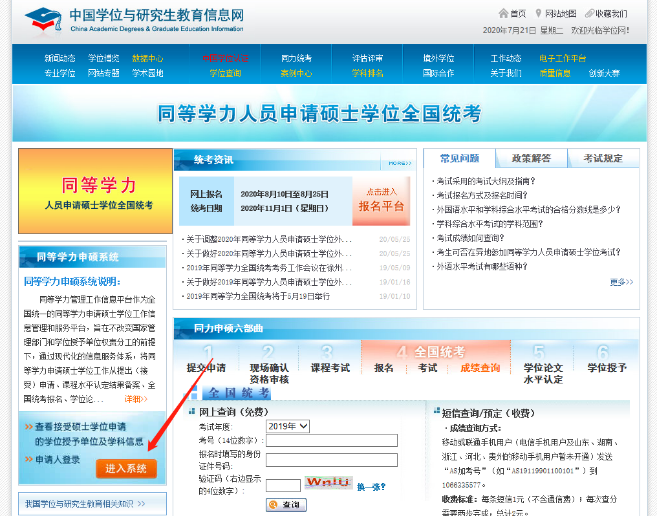 中国学位与研究生教育信息网
China Academic Degrees & Graduate Education Information
首页 网站地图 收藏我们
2020年7月21日 星期二 欢迎光临学位网!
新闻动态 学位博览 数据中心 同力统考 评估评审 境外学位 工作动态 电子工作平台
专业学位 网站专题 学术园地 学位查询 案例中心 学科排名 国际合作 关于我们 质量信息 创新大赛
同等学力人员申请硕士学位全国统考
同等学力
人员申请硕士学位全国统考
同等学力申硕系统
同等学力申硕系统说明:
同等学力管理工作信息平台作为全
国统一的同等学力申请硕士学位工作信
息管理和服务平台,旨在不改变国家管
理部门和学位授予单位权责分工的前提
下,通过现代化的信息服务体系,将同
等学力申请硕士学位工作从提出(接
受)申请、课程水平认定结果备案、全
国统考报名、学位论... 详细>>
>> 查看接受硕士学位申请
的学位授予单位及学科信息
>> 申请人登录
进入系统
我国学位与研究生教育相关知识 >>
统考资讯
MORE>>
网上报名 2020年8月10日至8月25日
统考日期 2020年11月1日(星期日)
点击进入
报名平台
· 关于调整2020年同等学力人员申请硕士学位外... 20/05/25
· 关于做好2020年同等学力人员申请硕士学位外... 20/05/25
· 2019年同等学力全国统考考务工作会议在徐州... 19/05/09
· 关于做好2019年同等学力人员申请硕士学位外... 19/01/16
· 2019年同等学力全国统考将于5月19日举行 19/01/10
常见问题 政策解答 考试规定
· 考试采用的考试大纲及指南?
· 考试报名方式及报名时间?
· 外国语水平和学科综合水平考试的合格分数线是多少?
· 学科综合水平考试的学科范围?
· 考试成绩如何查询?
· 考生可否在异地参加同等学力人员申请硕士学位考试?
· 外语水平考试有哪些语种?
更多>>
同力申硕六部曲
1 2 3 4 全国统考 5 6
提交申请 现场确认 课程考试 报名 考试 成绩查询 学位论文 学位授予
资格审核 水平认定
全国统考
网上查询(免费)
考试年度: 2019年
考号(14位数字):
报名时填写的身份
证件号码:
验证码(右边显示
的4位数字): 换一张?
查询
短信查询/预定(收费)
· 成绩查询方式:
移动或联通手机用户(电信手机用户及山东、湖南、
浙江、河北、贵州的移动手机用户暂未开通)发送
“AS加考号”(如“AS19119901100101”)到
1066335577。
收费标准:每条短信1元(不含通信费);每次查分
需要两步完成,总计2元。